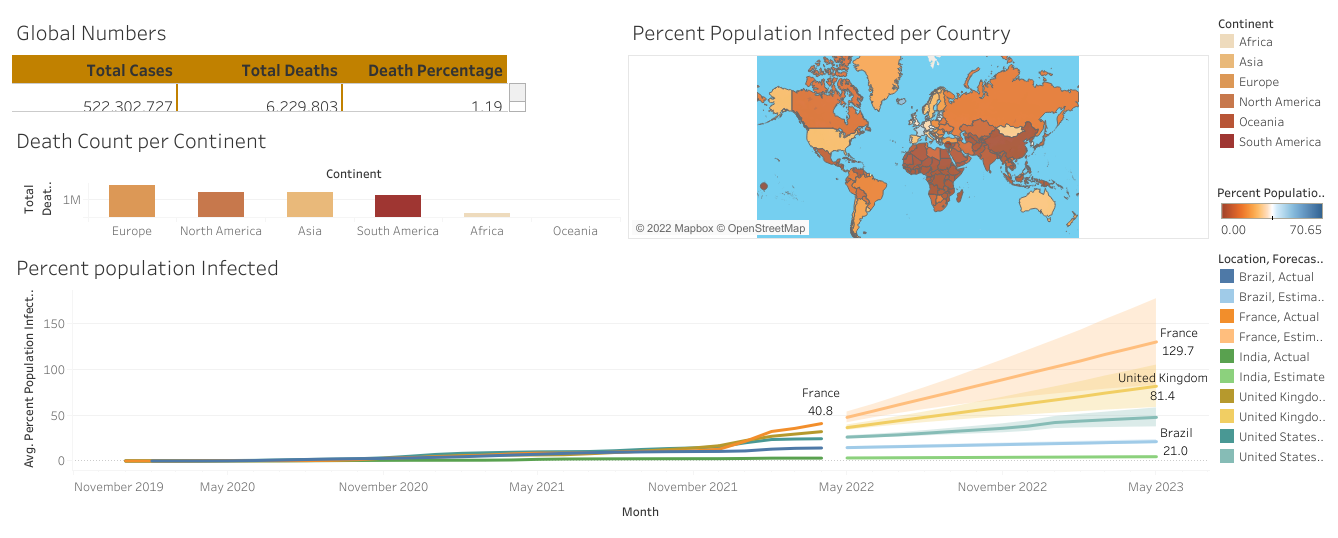 Global Numbers
Total Cases Total Deaths Death Percentage
522,302,727 6,229,803 1.19
Death Count per Continent
Continent
Total
Deat..
1M
Europe North America Asia South America Africa Oceania
Percent Population Infected per Country
© 2022 Mapbox © OpenStreetMap
Continent
Africa
Asia
Europe
North America
Oceania
South America
Percent Populatio..
0.00 70.65
Percent population Infected
Avg. Percent Population Infect..
150
100
50
0
France
40.8
France
129.7
United Kingdom
81.4
Brazil
21.0
November 2019 May 2020 November 2020 May 2021 November 2021 May 2022 November 2022 May 2023
Month
Location, Forecas..
Brazil, Actual
Brazil, Estima..
France, Actual
France, Estim..
India, Actual
India, Estimate
United Kingdo..
United Kingdo..
United States..
United States..